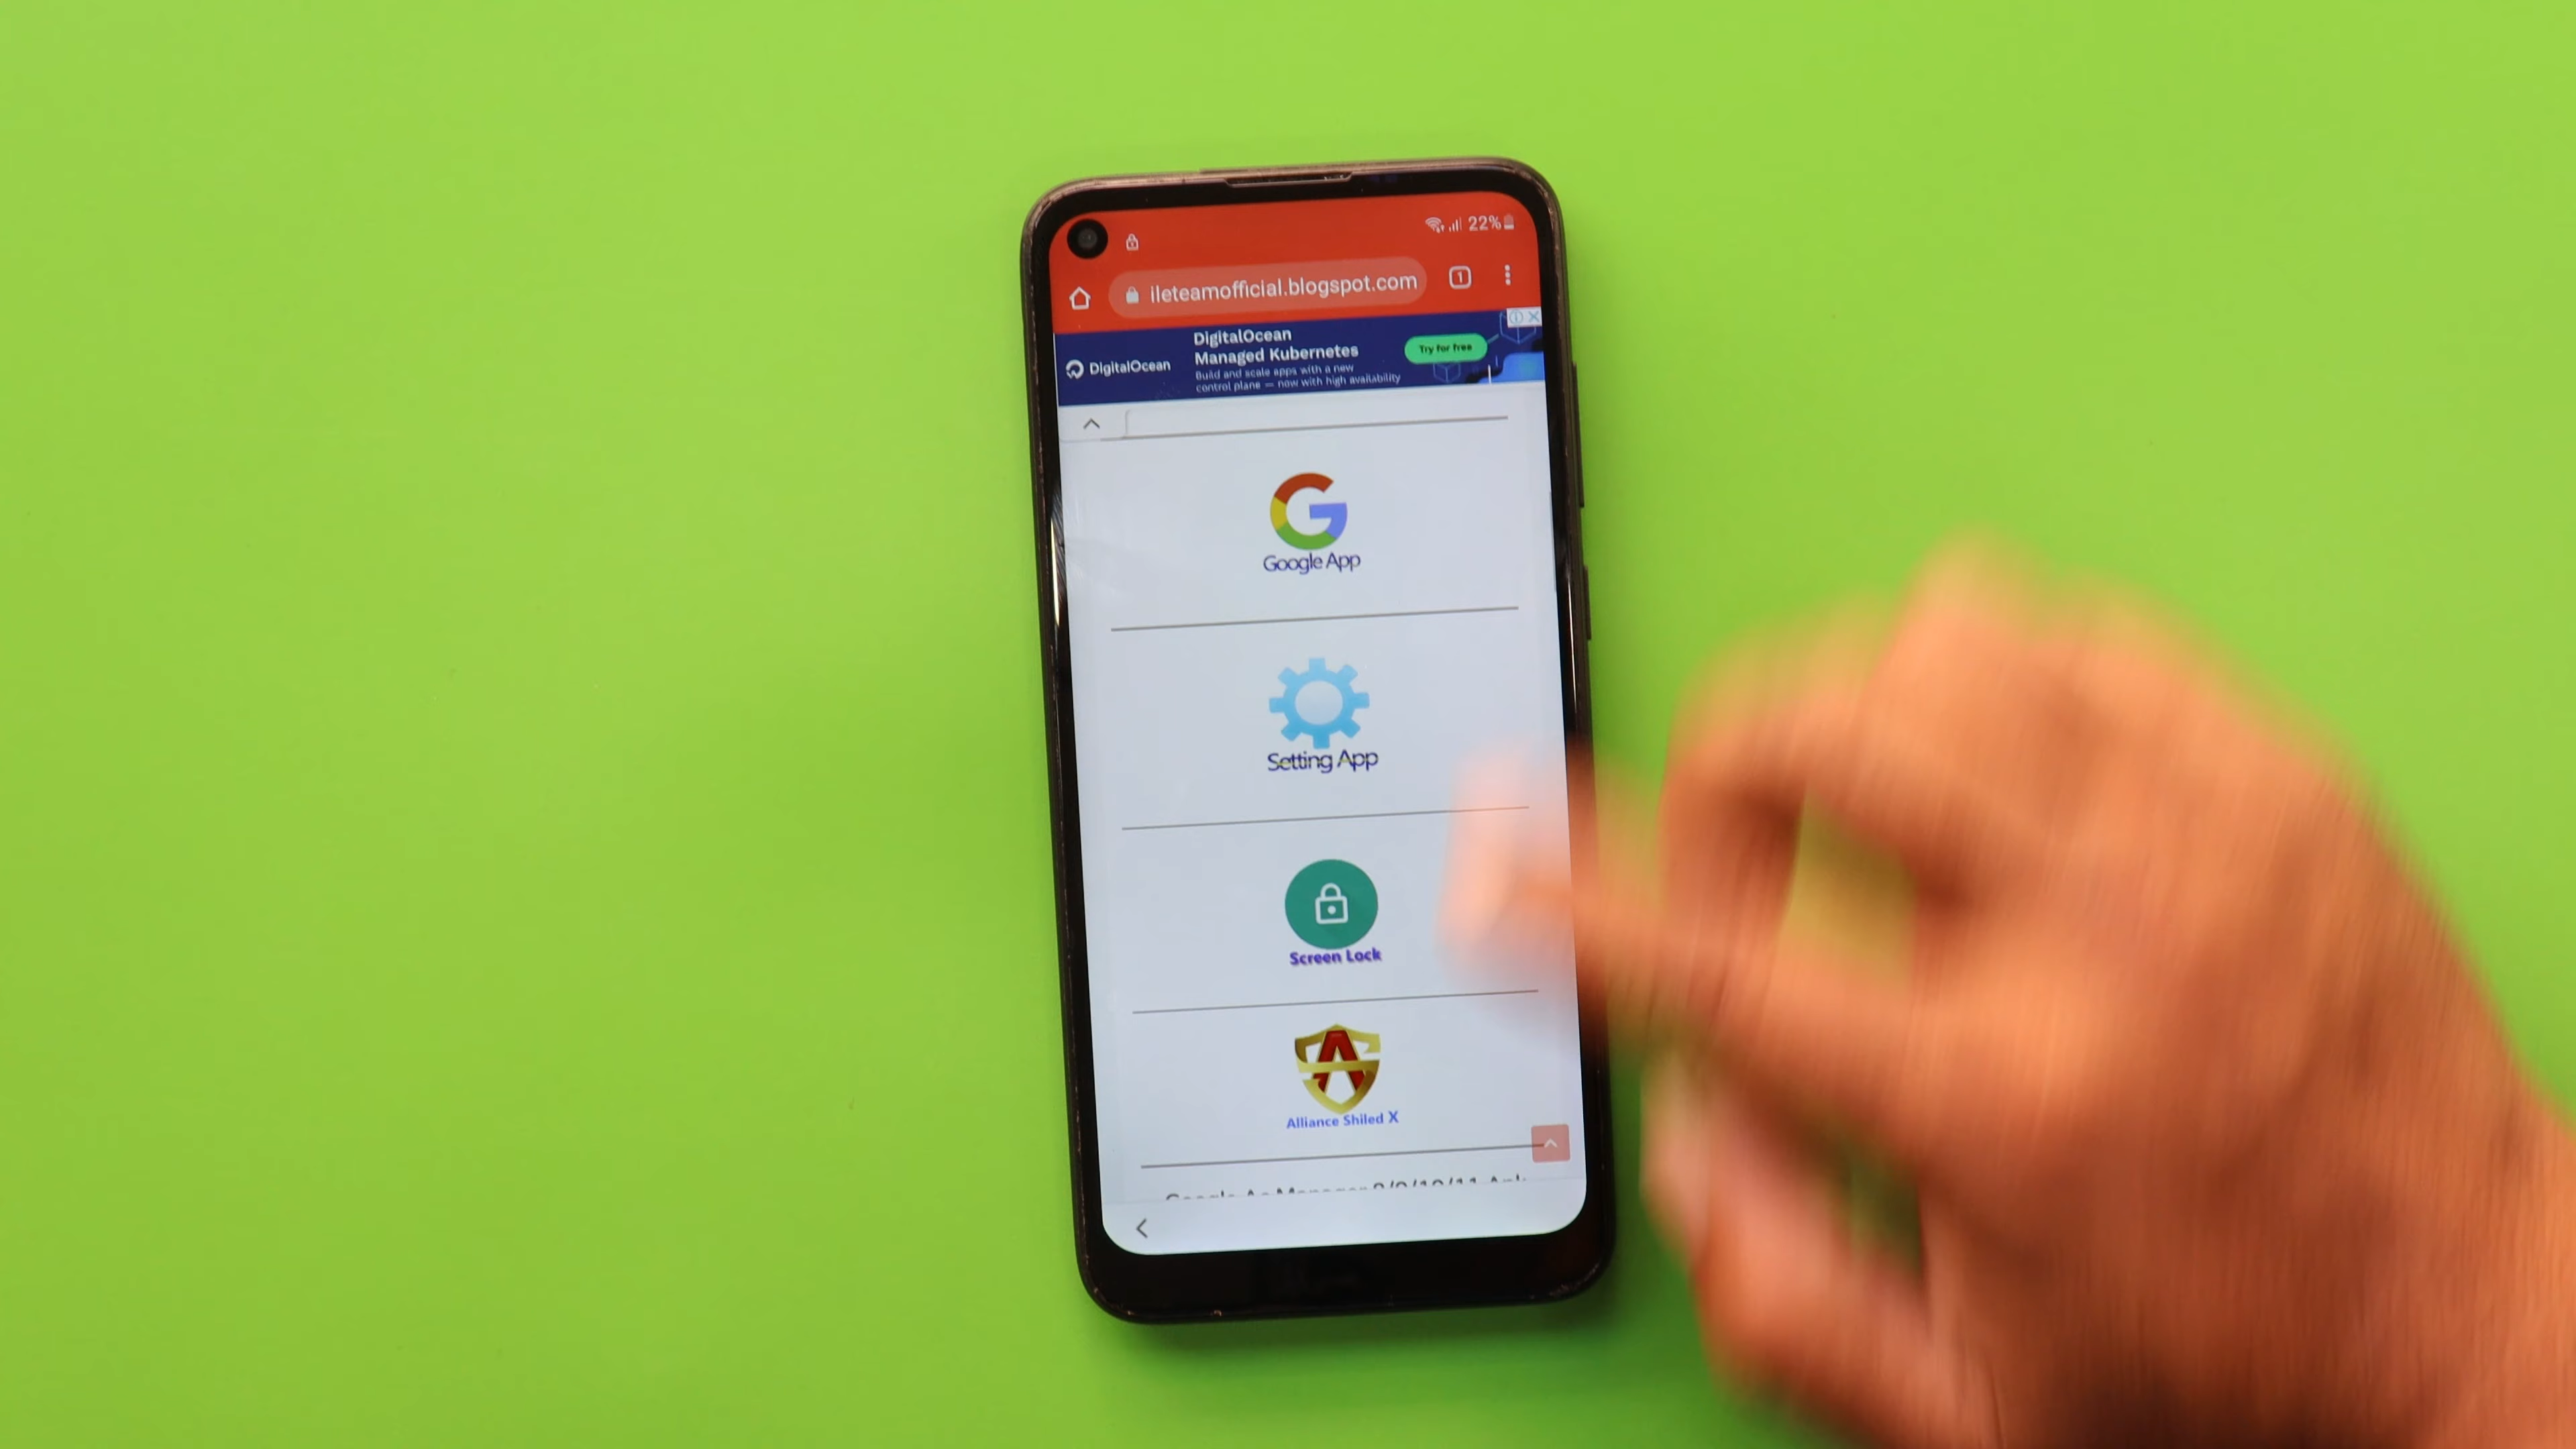 22%
ileteamofficial.blogspot.com
1
DigitalOcean
DigitalOcean
Managed Kubernetes
Build and scale apps with a new
control plane — now with high availability
Try for free
Google App
Setting App
Screen Lock
Alliance Shiled X